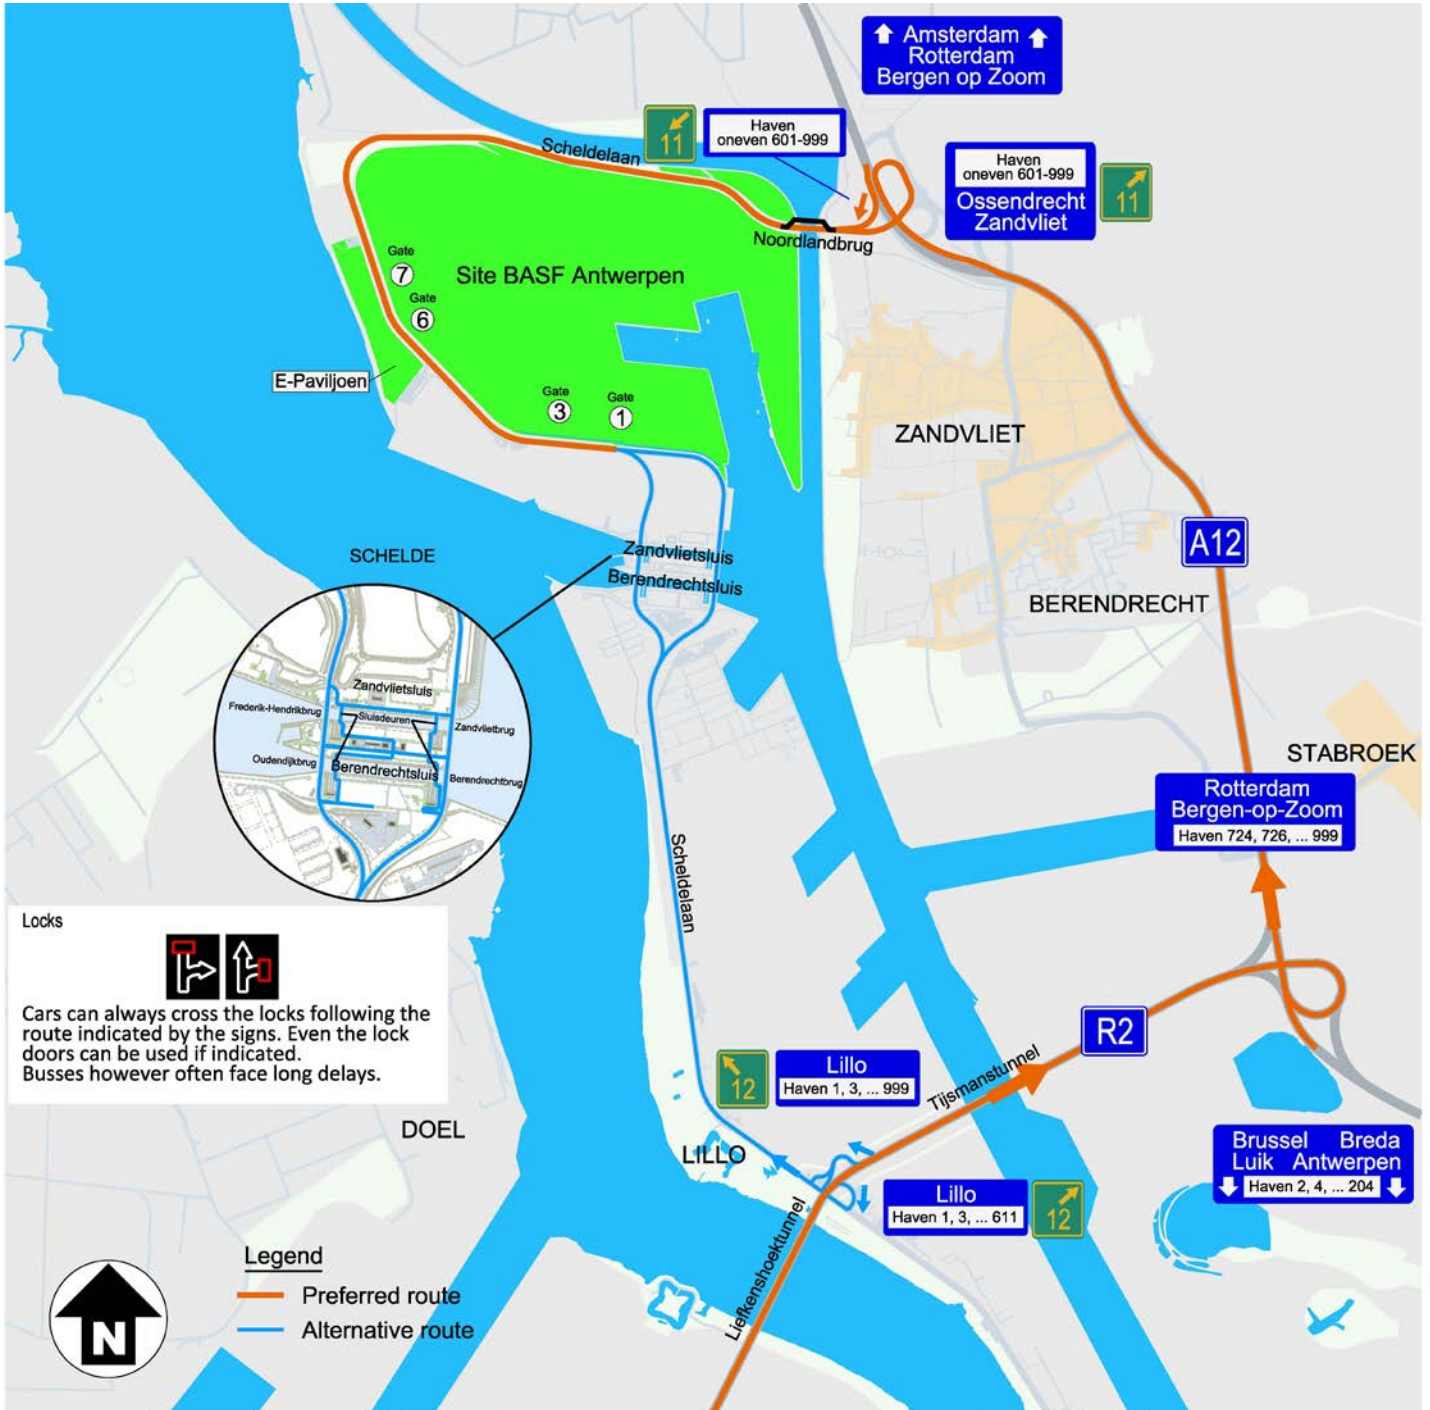 Amsterdam
Rotterdam
Bergen op Zoom
11
Haven
oneven 601-999
Scheldelaan
Haven
oneven 601-999
Ossendrecht
Zandvliet
11
Noordlandbrug
Gate
7
Site BASF Antwerpen
Gate
6
E-Paviljoen
Gate
3
Gate
1
ZANDVLIET
A12
SCHELDE
Zandvlietsluis
Berendrechtsluis
BERENDRECHT
Zandvlietsluis
Frederik-Hendrikbrug
Sluisdeuren
Zandvlietbrug
Oudendijkbrug
Berendrechtsluis
Berendrechtbrug
STABROEK
Rotterdam
Bergen-op-Zoom
Haven 724, 726, ... 999
Scheldelaan
Locks
Cars can always cross the locks following the
route indicated by the signs. Even the lock
doors can be used if indicated.
Busses however often face long delays.
R2
12
Lillo
Haven 1, 3, ... 999
Tijsmanstunnel
DOEL
LILLO
Brussel Breda
Luik Antwerpen
Haven 2, 4, ... 204
Lillo
Haven 1, 3, ... 611
12
Liefkenshoektunnel
Legend
Preferred route
Alternative route
N